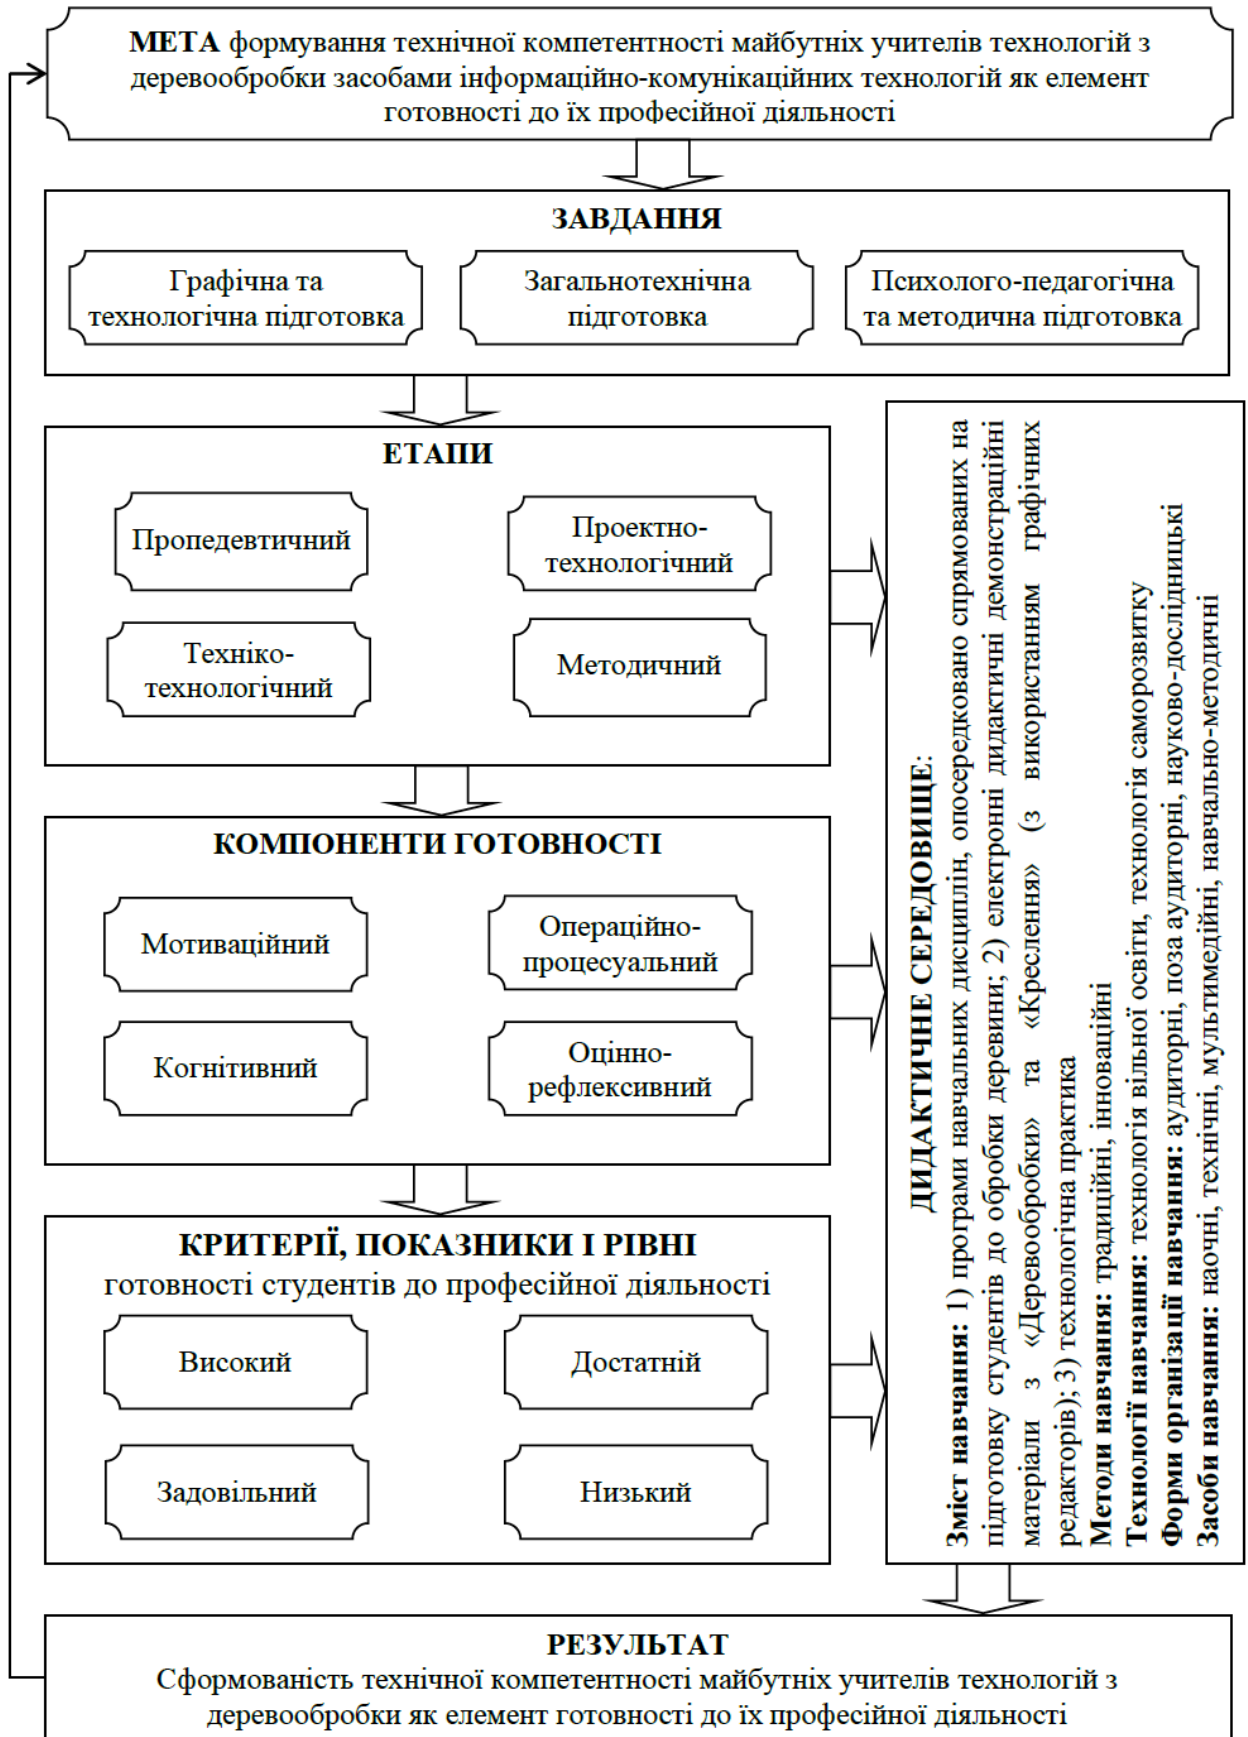 МЕТА формування технічної компетентності майбутніх учителів технологій з
деревообробки засобами інформаційно-комунікаційних технологій як елемент
готовності до їх професійної діяльності
ЗАВДАННЯ
Графічна та
технологічна підготовка
Загальнотехнічна
підготовка
Психолого-педагогічна
та методична підготовка
ЕТАПИ
Пропедевтичний
Проектно-
технологічний
Техніко-
технологічний
Методичний
КОМПОНЕНТИ ГОТОВНОСТІ
Мотиваційний
Операційно-
процесуальний
Когнітивний
Оцінно-
рефлексивний
КРИТЕРІЇ, ПОКАЗНИКИ І РІВНІ
готовності студентів до професійної діяльності
Високий
Достатній
Задовільний
Низький
ДИДАКТИЧНЕ СЕРЕДОВИЩЕ:
Зміст навчання: 1) програми навчальних дисциплін, опосередковано спрямованих на
підготовку студентів до обробки деревини; 2) електронні дидактичні демонстраційні
матеріали з «Деревообробки» та «Креслення» (з використанням графічних
редакторів); 3) технологічна практика
Методи навчання: традиційні, інноваційні
Технології навчання: технологія вільної освіти, технологія саморозвитку
Форми організації навчання: аудиторні, поза аудиторні, науково-дослідницькі
Засоби навчання: наочні, технічні, мультимедійні, навчально-методичні
РЕЗУЛЬТАТ
Сформованість технічної компетентності майбутніх учителів технологій з
деревообробки як елемент готовності до їх професійної діяльності